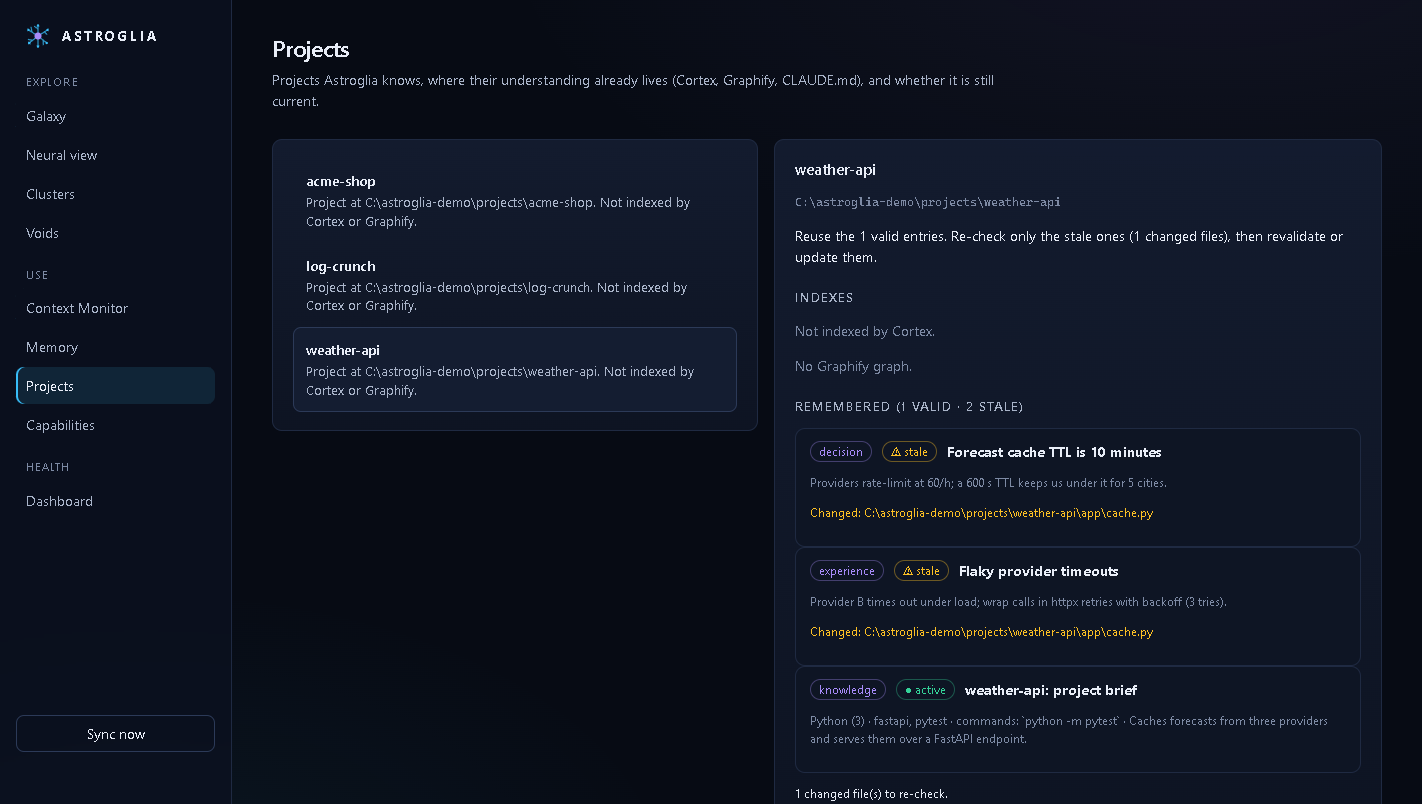 ASTROGLIA
EXPLORE
Galaxy
Neural view
Clusters
Voids
USE
Context Monitor
Memory
Projects
Capabilities
HEALTH
Dashboard
Sync now
Projects
Projects Astroglia knows, where their understanding already lives (Cortex, Graphify, CLAUDE.md), and whether it is still
current.
acme-shop
Project at C:\astroglia-demo\projects\acme-shop. Not indexed by
Cortex or Graphify.
log-crunch
Project at C:\astroglia-demo\projects\log-crunch. Not indexed by
Cortex or Graphify.
weather-api
Project at C:\astroglia-demo\projects\weather-api. Not indexed by
Cortex or Graphify.
weather-api
C:\astroglia-demo\projects\weather-api
Reuse the 1 valid entries. Re-check only the stale ones (1 changed files), then revalidate or
update them.
INDEXES
Not indexed by Cortex.
No Graphify graph.
REMEMBERED (1 VALID · 2 STALE)
decision ⚠ stale Forecast cache TTL is 10 minutes
Providers rate-limit at 60/h; a 600 s TTL keeps us under it for 5 cities.
Changed: C:\astroglia-demo\projects\weather-api\app\cache.py
experience ⚠ stale Flaky provider timeouts
Provider B times out under load; wrap calls in httpx retries with backoff (3 tries).
Changed: C:\astroglia-demo\projects\weather-api\app\cache.py
knowledge ● active weather-api: project brief
Python (3) · fastapi, pytest · commands: `python -m pytest` · Caches forecasts from three providers
and serves them over a FastAPI endpoint.
1 changed file(s) to re-check.